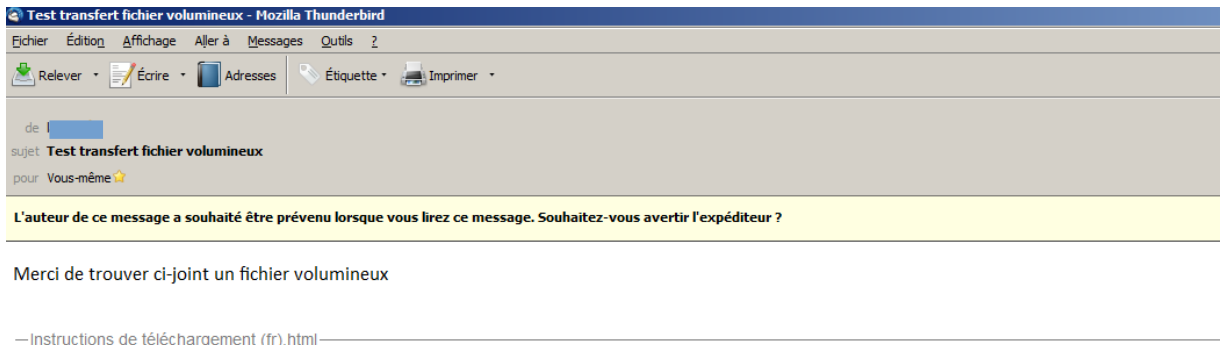 Test transfert fichier volumineux - Mozilla Thunderbird
Fichier Édition Affichage Aller à Messages Outils ?
Relever Écrire Adresses Étiquette Imprimer
de
sujet Test transfert fichier volumineux
pour Vous-même
L'auteur de ce message a souhaité être prévenu lorsque vous lirez ce message. Souhaitez-vous avertir l'expéditeur ?
Merci de trouver ci-joint un fichier volumineux
Instructions de téléchargement (fr).html